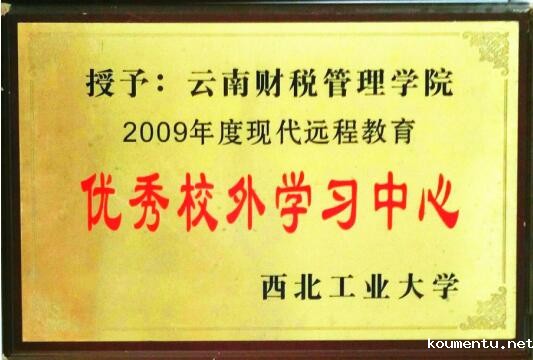 授予：云南财税管理学院
2009年度现代远程教育
优秀校外学习中心
西北工业大学
koumentu.net